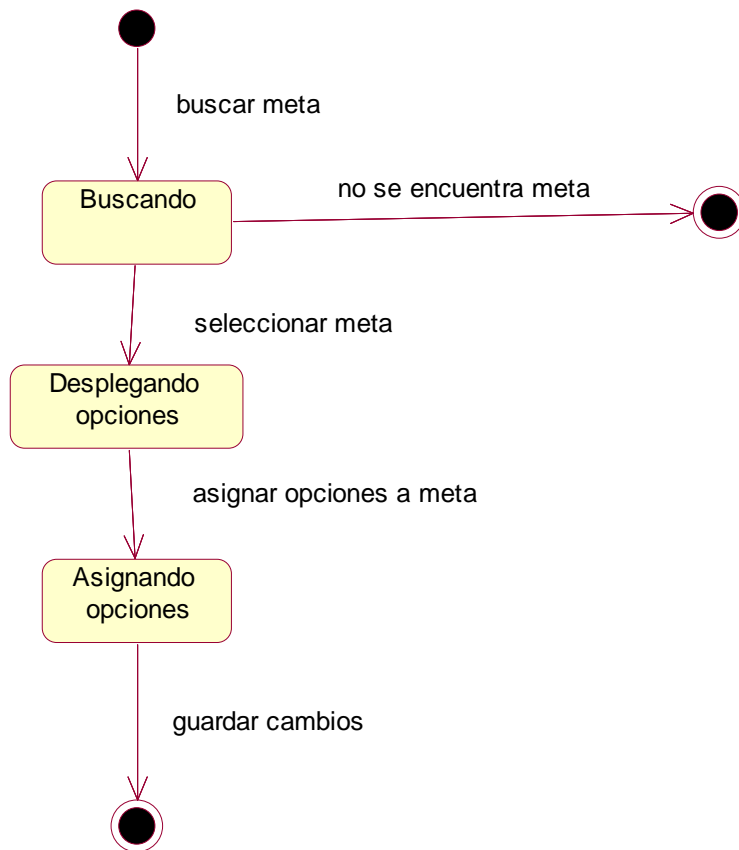 buscar meta
Buscando
no se encuentra meta
seleccionar meta
Desplegando
opciones
asignar opciones a meta
Asignando
opciones
guardar cambios